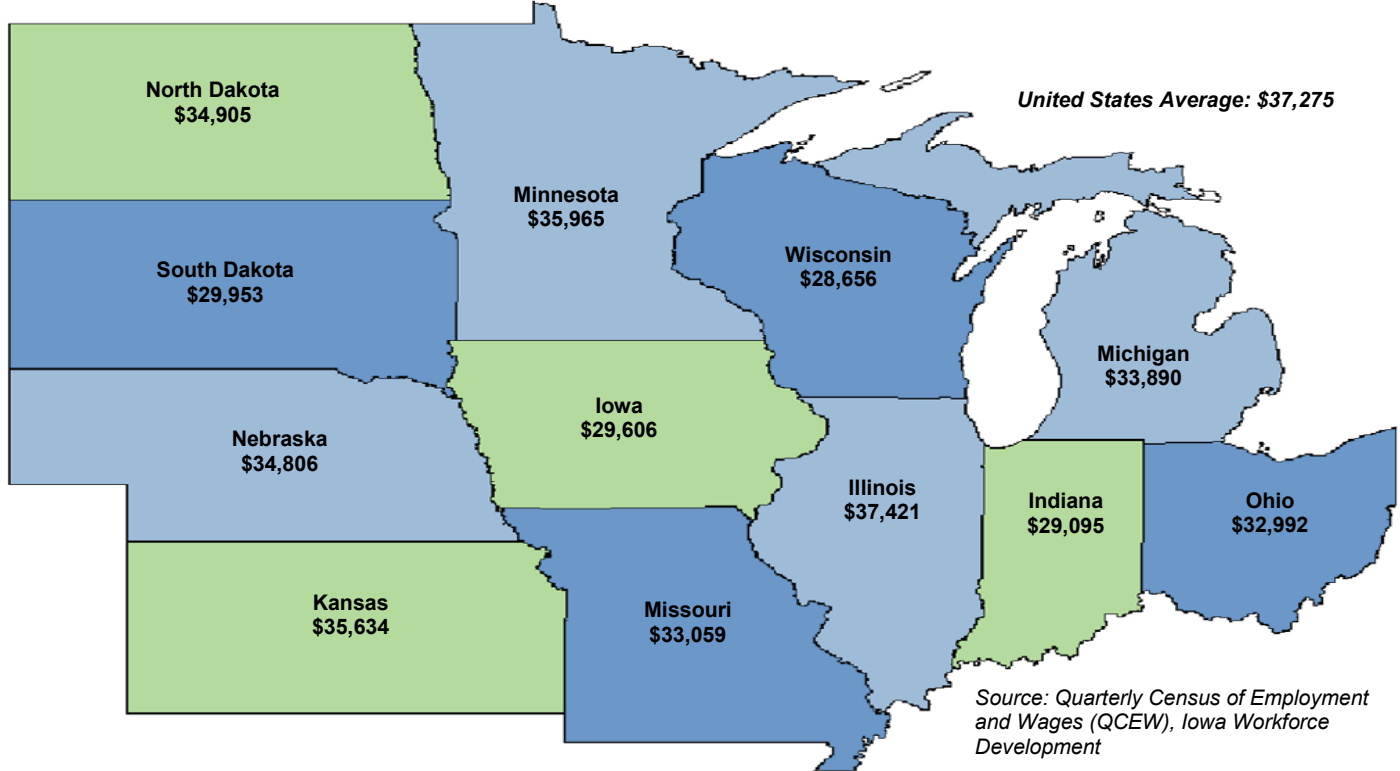 North Dakota
$34,905
United States Average: $37,275
Minnesota
$35,965
South Dakota
$29,953
Wisconsin
$28,656
Michigan
$33,890
Iowa
$29,606
Nebraska
$34,806
Illinois
$37,421
Indiana
$29,095
Ohio
$32,992
Kansas
$35,634
Missouri
$33,059
Source: Quarterly Census of Employment
and Wages (QCEW), Iowa Workforce
Development